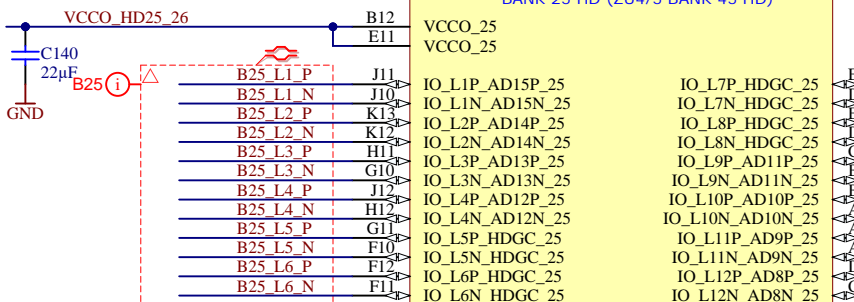 BANK 25 HD (ZU4/5 BANK 45 HD)
VCCO_HD25_26 B12 VCCO_25
E11 VCCO_25
C140
22µF
GND
B25 i
B25_L1_P J11 IO_L1P_AD15P_25 IO_L7P_HDGC_25
B25_L1_N J10 IO_L1N_AD15N_25 IO_L7N_HDGC_25
B25_L2_P K13 IO_L2P_AD14P_25 IO_L8P_HDGC_25
B25_L2_N K12 IO_L2N_AD14N_25 IO_L8N_HDGC_25
B25_L3_P H11 IO_L3P_AD13P_25 IO_L9P_AD11P_25
B25_L3_N G10 IO_L3N_AD13N_25 IO_L9N_AD11N_25
B25_L4_P J12 IO_L4P_AD12P_25 IO_L10P_AD10P_25
B25_L4_N H12 IO_L4N_AD12N_25 IO_L10N_AD10N_25
B25_L5_P G11 IO_L5P_HDGC_25 IO_L11P_AD9P_25
B25_L5_N F10 IO_L5N_HDGC_25 IO_L11N_AD9N_25
B25_L6_P F12 IO_L6P_HDGC_25 IO_L12P_AD8P_25
B25_L6_N F11 IO_L6N_HDGC_25 IO_L12N_AD8N_25